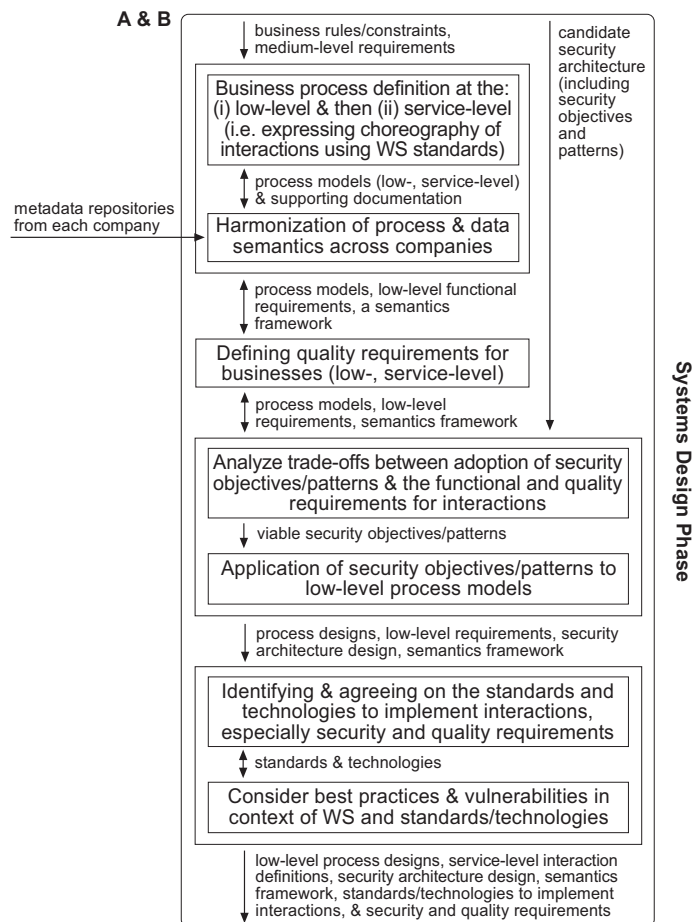 A & B
business rules/constraints,
medium-level requirements
candidate
security
architecture
(including
security
objectives
and
patterns)
Business process definition at the:
(i) low-level & then (ii) service-level
(i.e. expressing choreography of
interactions using WS standards)
process models (low-, service-level)
& supporting documentation
metadata repositories
from each company
Harmonization of process & data
semantics across companies
process models, low-level functional
requirements, a semantics
framework
Defining quality requirements for
businesses (low-, service-level)
process models, low-level
requirements, semantics framework
Systems Design Phase
Analyze trade-offs between adoption of security
objectives/patterns & the functional and quality
requirements for interactions
viable security objectives/patterns
Application of security objectives/patterns to
low-level process models
process designs, low-level requirements, security
architecture design, semantics framework
Identifying & agreeing on the standards and
technologies to implement interactions,
especially security and quality requirements
standards & technologies
Consider best practices & vulnerabilities in
context of WS and standards/technologies
low-level process designs, service-level interaction
definitions, security architecture design, semantics
framework, standards/technologies to implement
interactions, & security and quality requirements